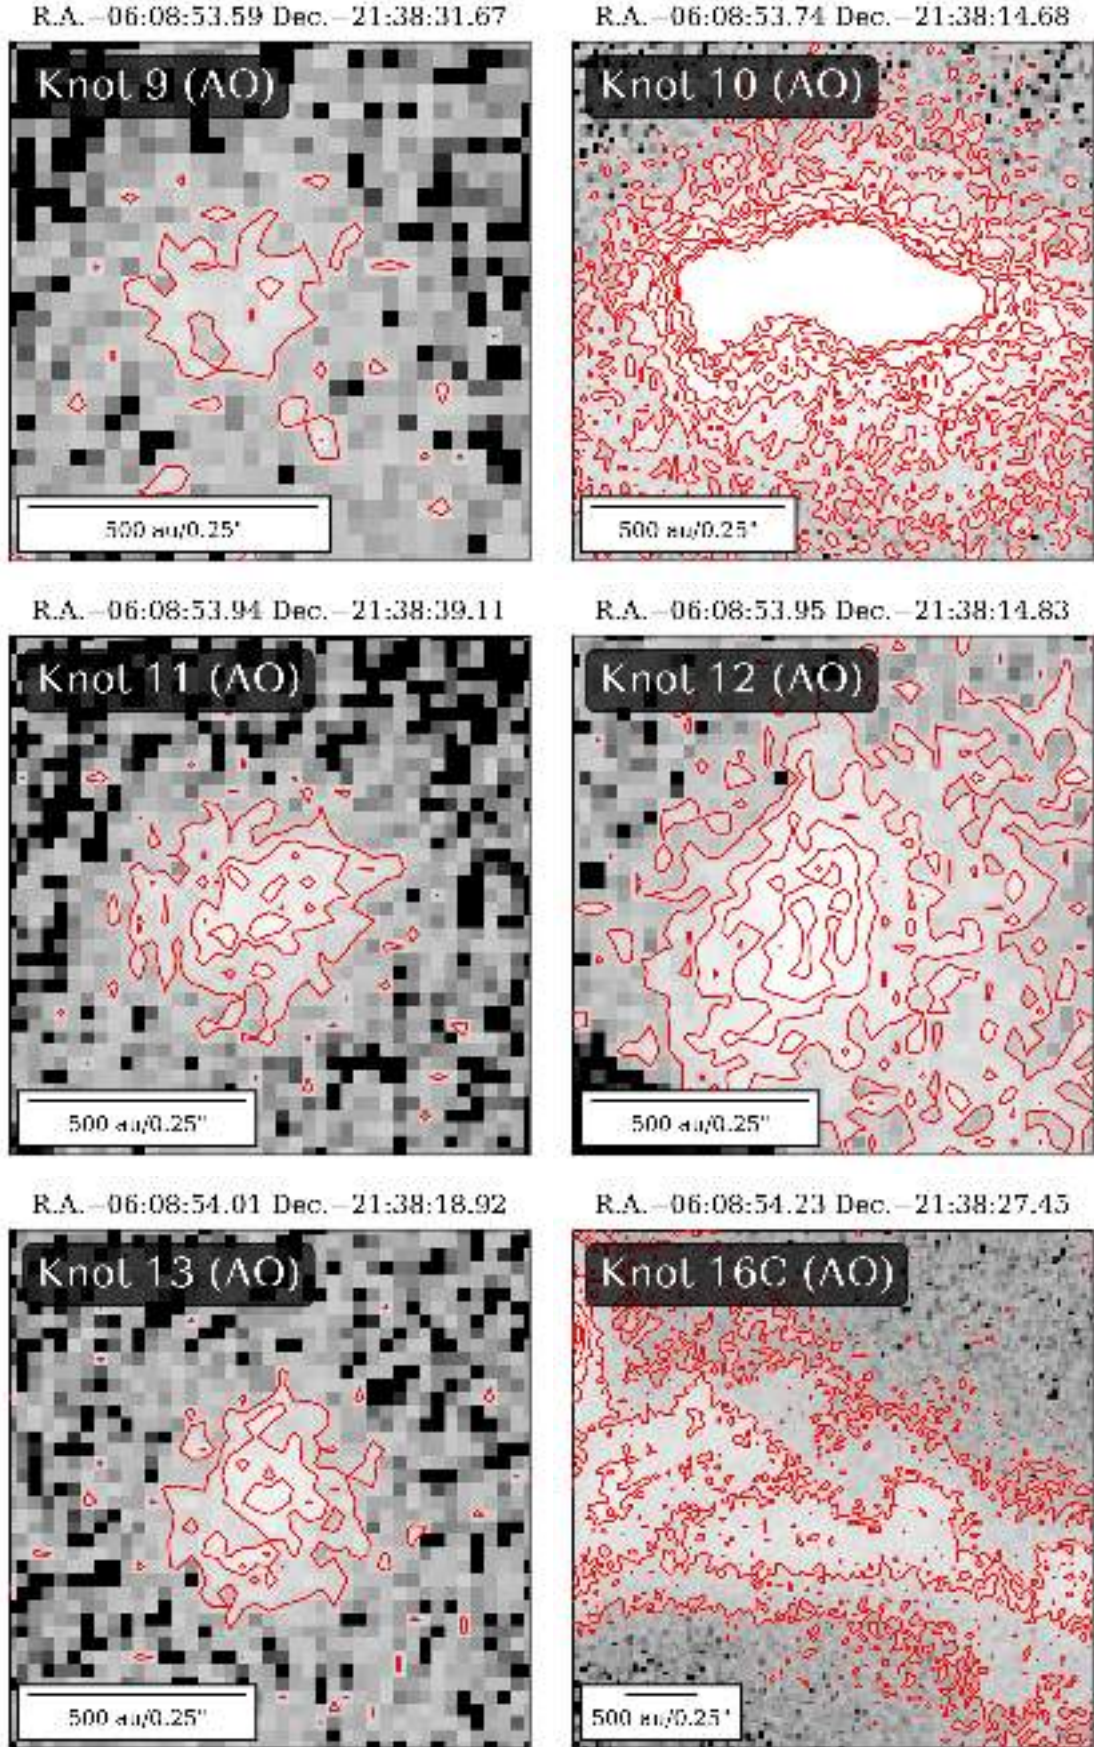 R.A.−06:08:53.59 Dec.−21:38:31.67
R.A.−06:08:53.74 Dec.−21:38:14.68
Knot 9 (AO)
Knot 10 (AO)
500 au/0.25"
500 au/0.25"
R.A.−06:08:53.94 Dec.−21:38:39.11
R.A.−06:08:53.95 Dec.−21:38:14.83
Knot 11 (AO)
Knot 12 (AO)
500 au/0.25"
500 au/0.25"
R.A.−06:08:54.01 Dec.−21:38:18.92
R.A.−06:08:54.23 Dec.−21:38:27.45
Knot 13 (AO)
Knot 16C (AO)
500 au/0.25"
500 au/0.25"